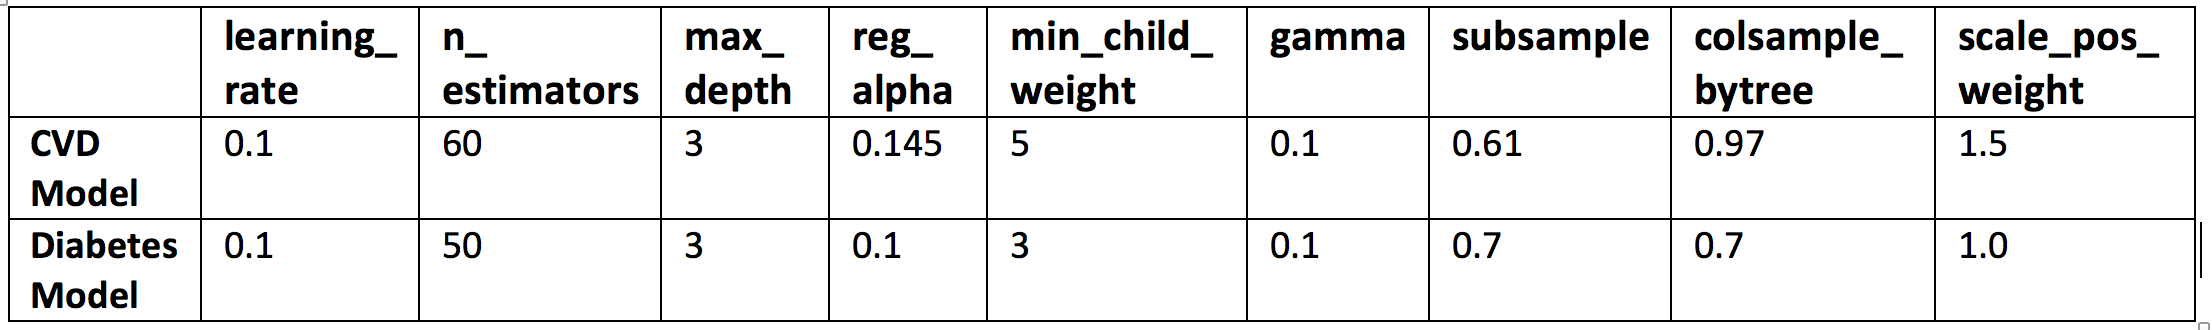 learning_ n_ max_ reg_ min_child_ gamma subsample colsample_ scale_pos_
rate estimators depth alpha weight bytree weight
CVD 0.1 60 3 0.145 5 0.1 0.61 0.97 1.5
Model
Diabetes 0.1 50 3 0.1 3 0.1 0.7 0.7 1.0
Model